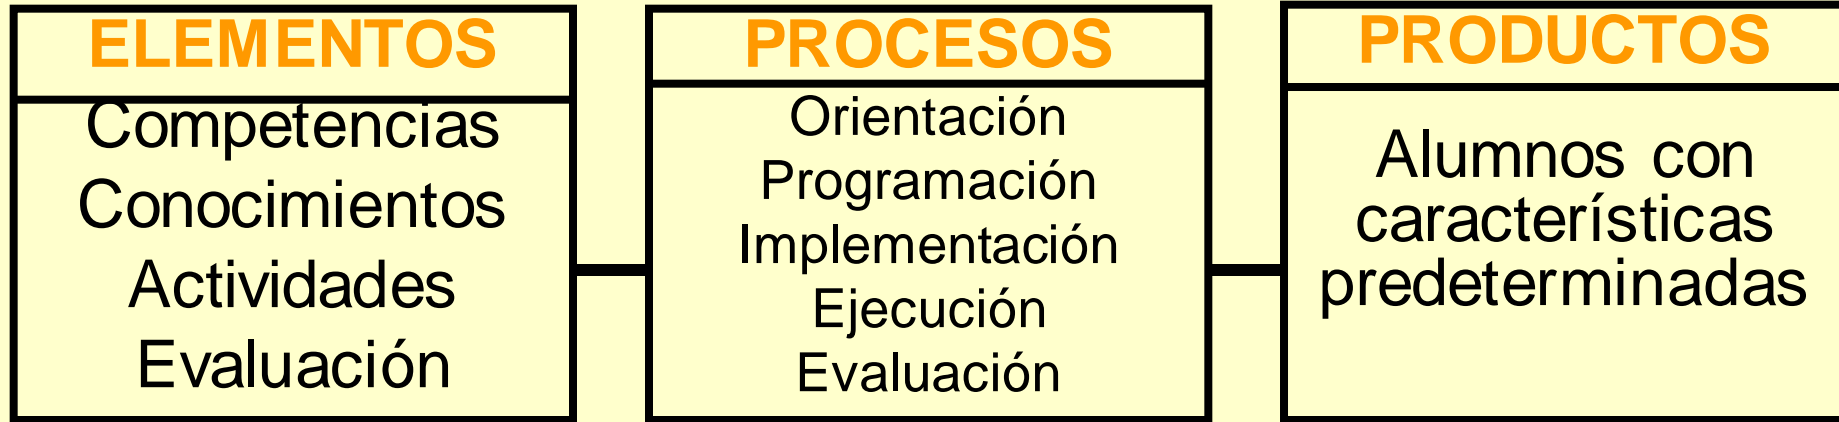 ELEMENTOS
Competencias
Conocimientos
Actividades
Evaluación
PROCESOS
Orientación
Programación
Implementación
Ejecución
Evaluación
PRODUCTOS
Alumnos con
características
predeterminadas